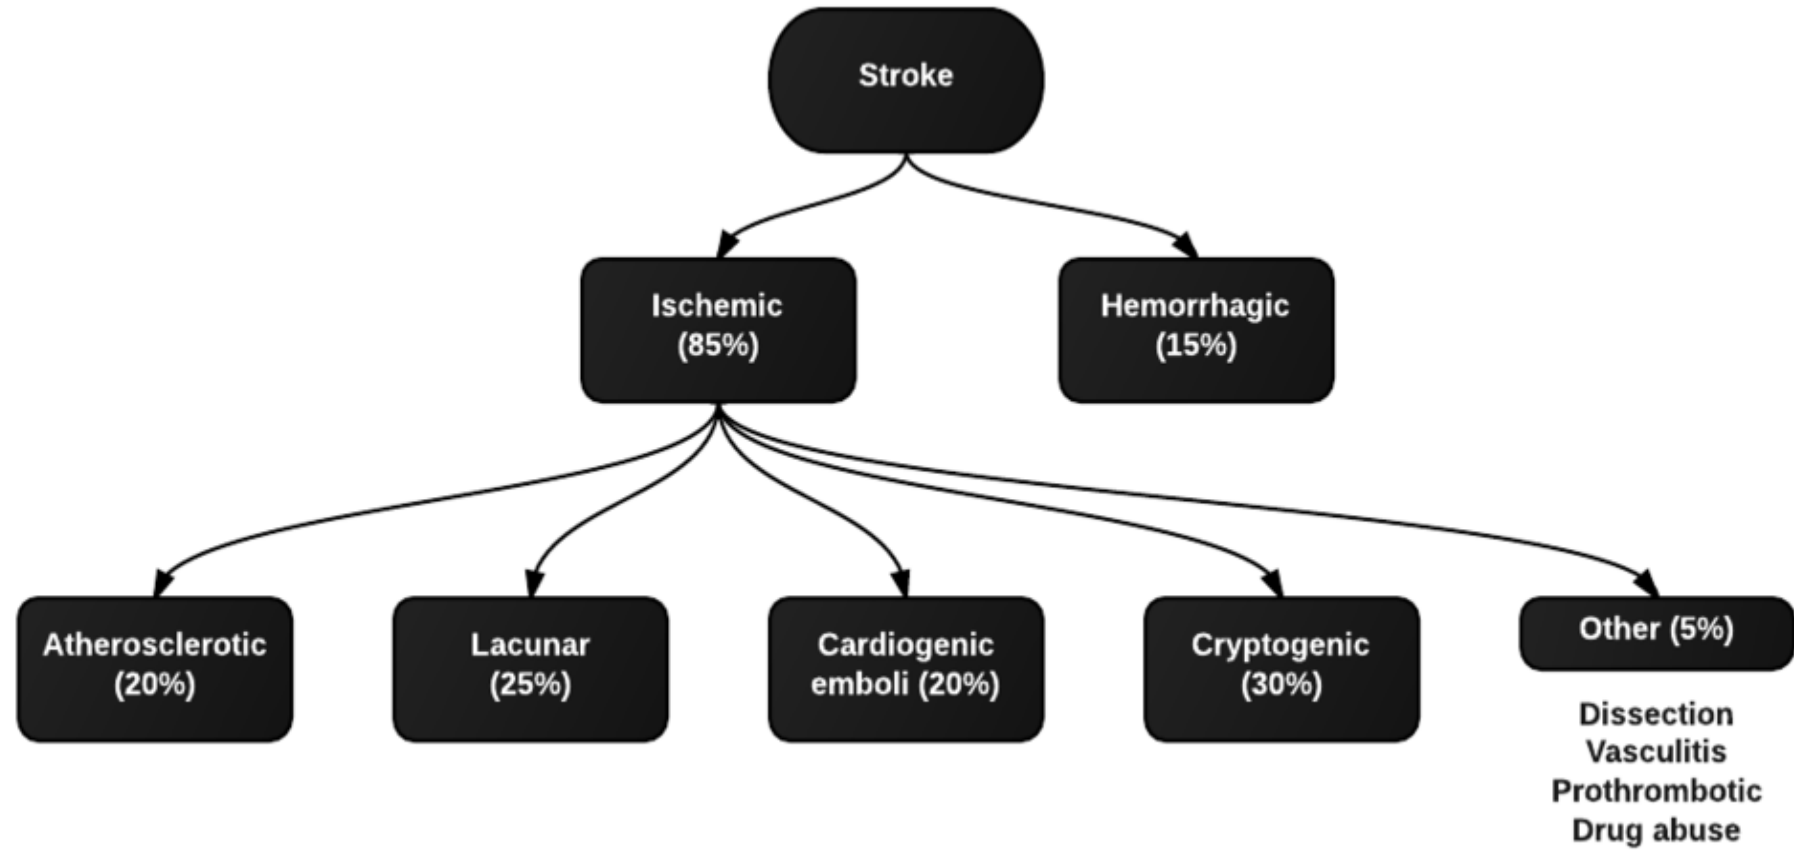 Stroke
Ischemic
(85%)
Hemorrhagic
(15%)
Atherosclerotic
(20%)
Lacunar
(25%)
Cardiogenic
emboli (20%)
Cryptogenic
(30%)
Other (5%)
Dissection
Vasculitis
Prothrombotic
Drug abuse